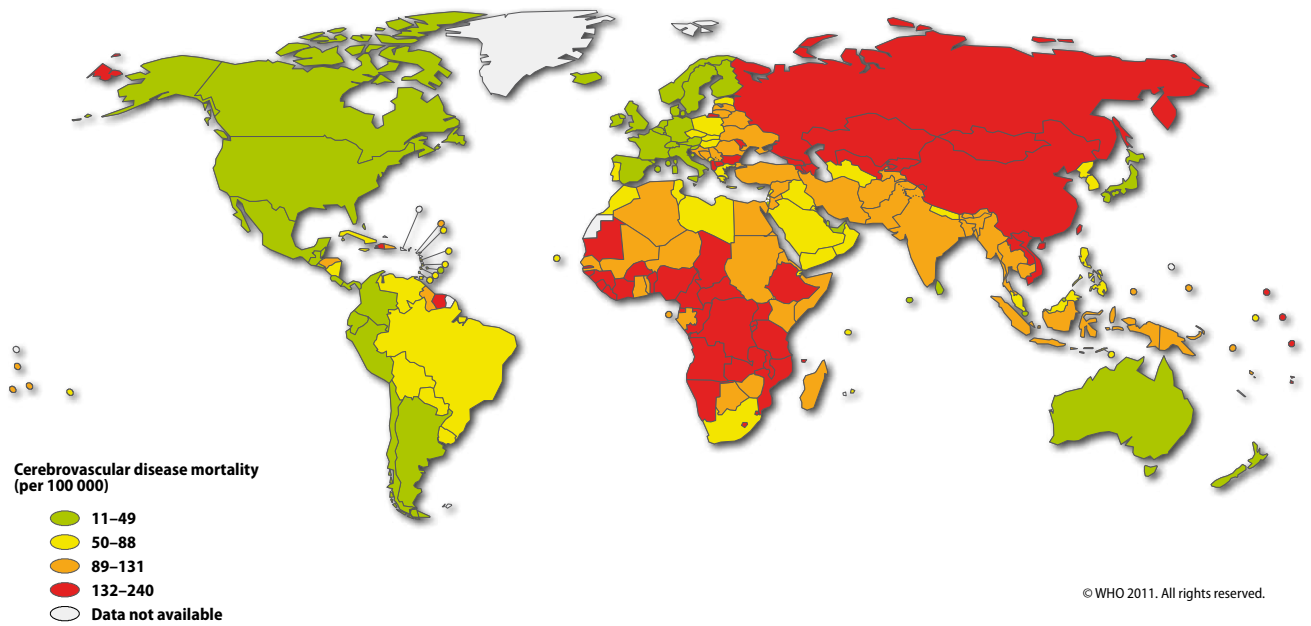 Cerebrovascular disease mortality
(per 100 000)
11–49
50–88
89–131
132–240
Data not available
© WHO 2011. All rights reserved.